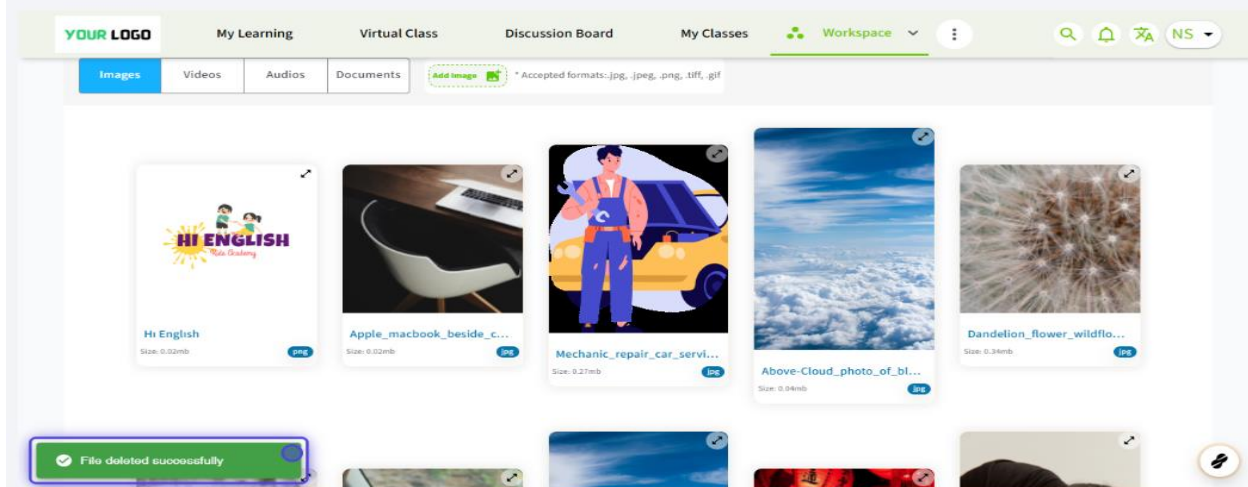 YOUR LOGO My Learning Virtual Class Discussion Board My Classes Workspace NS
Images Videos Audios Documents Add Image * Accepted formats:.jpg, .jpeg, .png, .tiff, .gif
HI ENGLISH
Kids Academy
Hi English
Size: 0.02mb png
Apple_macbook_beside_c...
Size: 0.02mb jpg
Mechanic_repair_car_servi...
Size: 0.27mb jpg
Above-Cloud_photo_of_bl...
Size: 0.04mb jpg
Dandelion_flower_wildflo...
Size: 0.34mb jpg
File deleted successfully